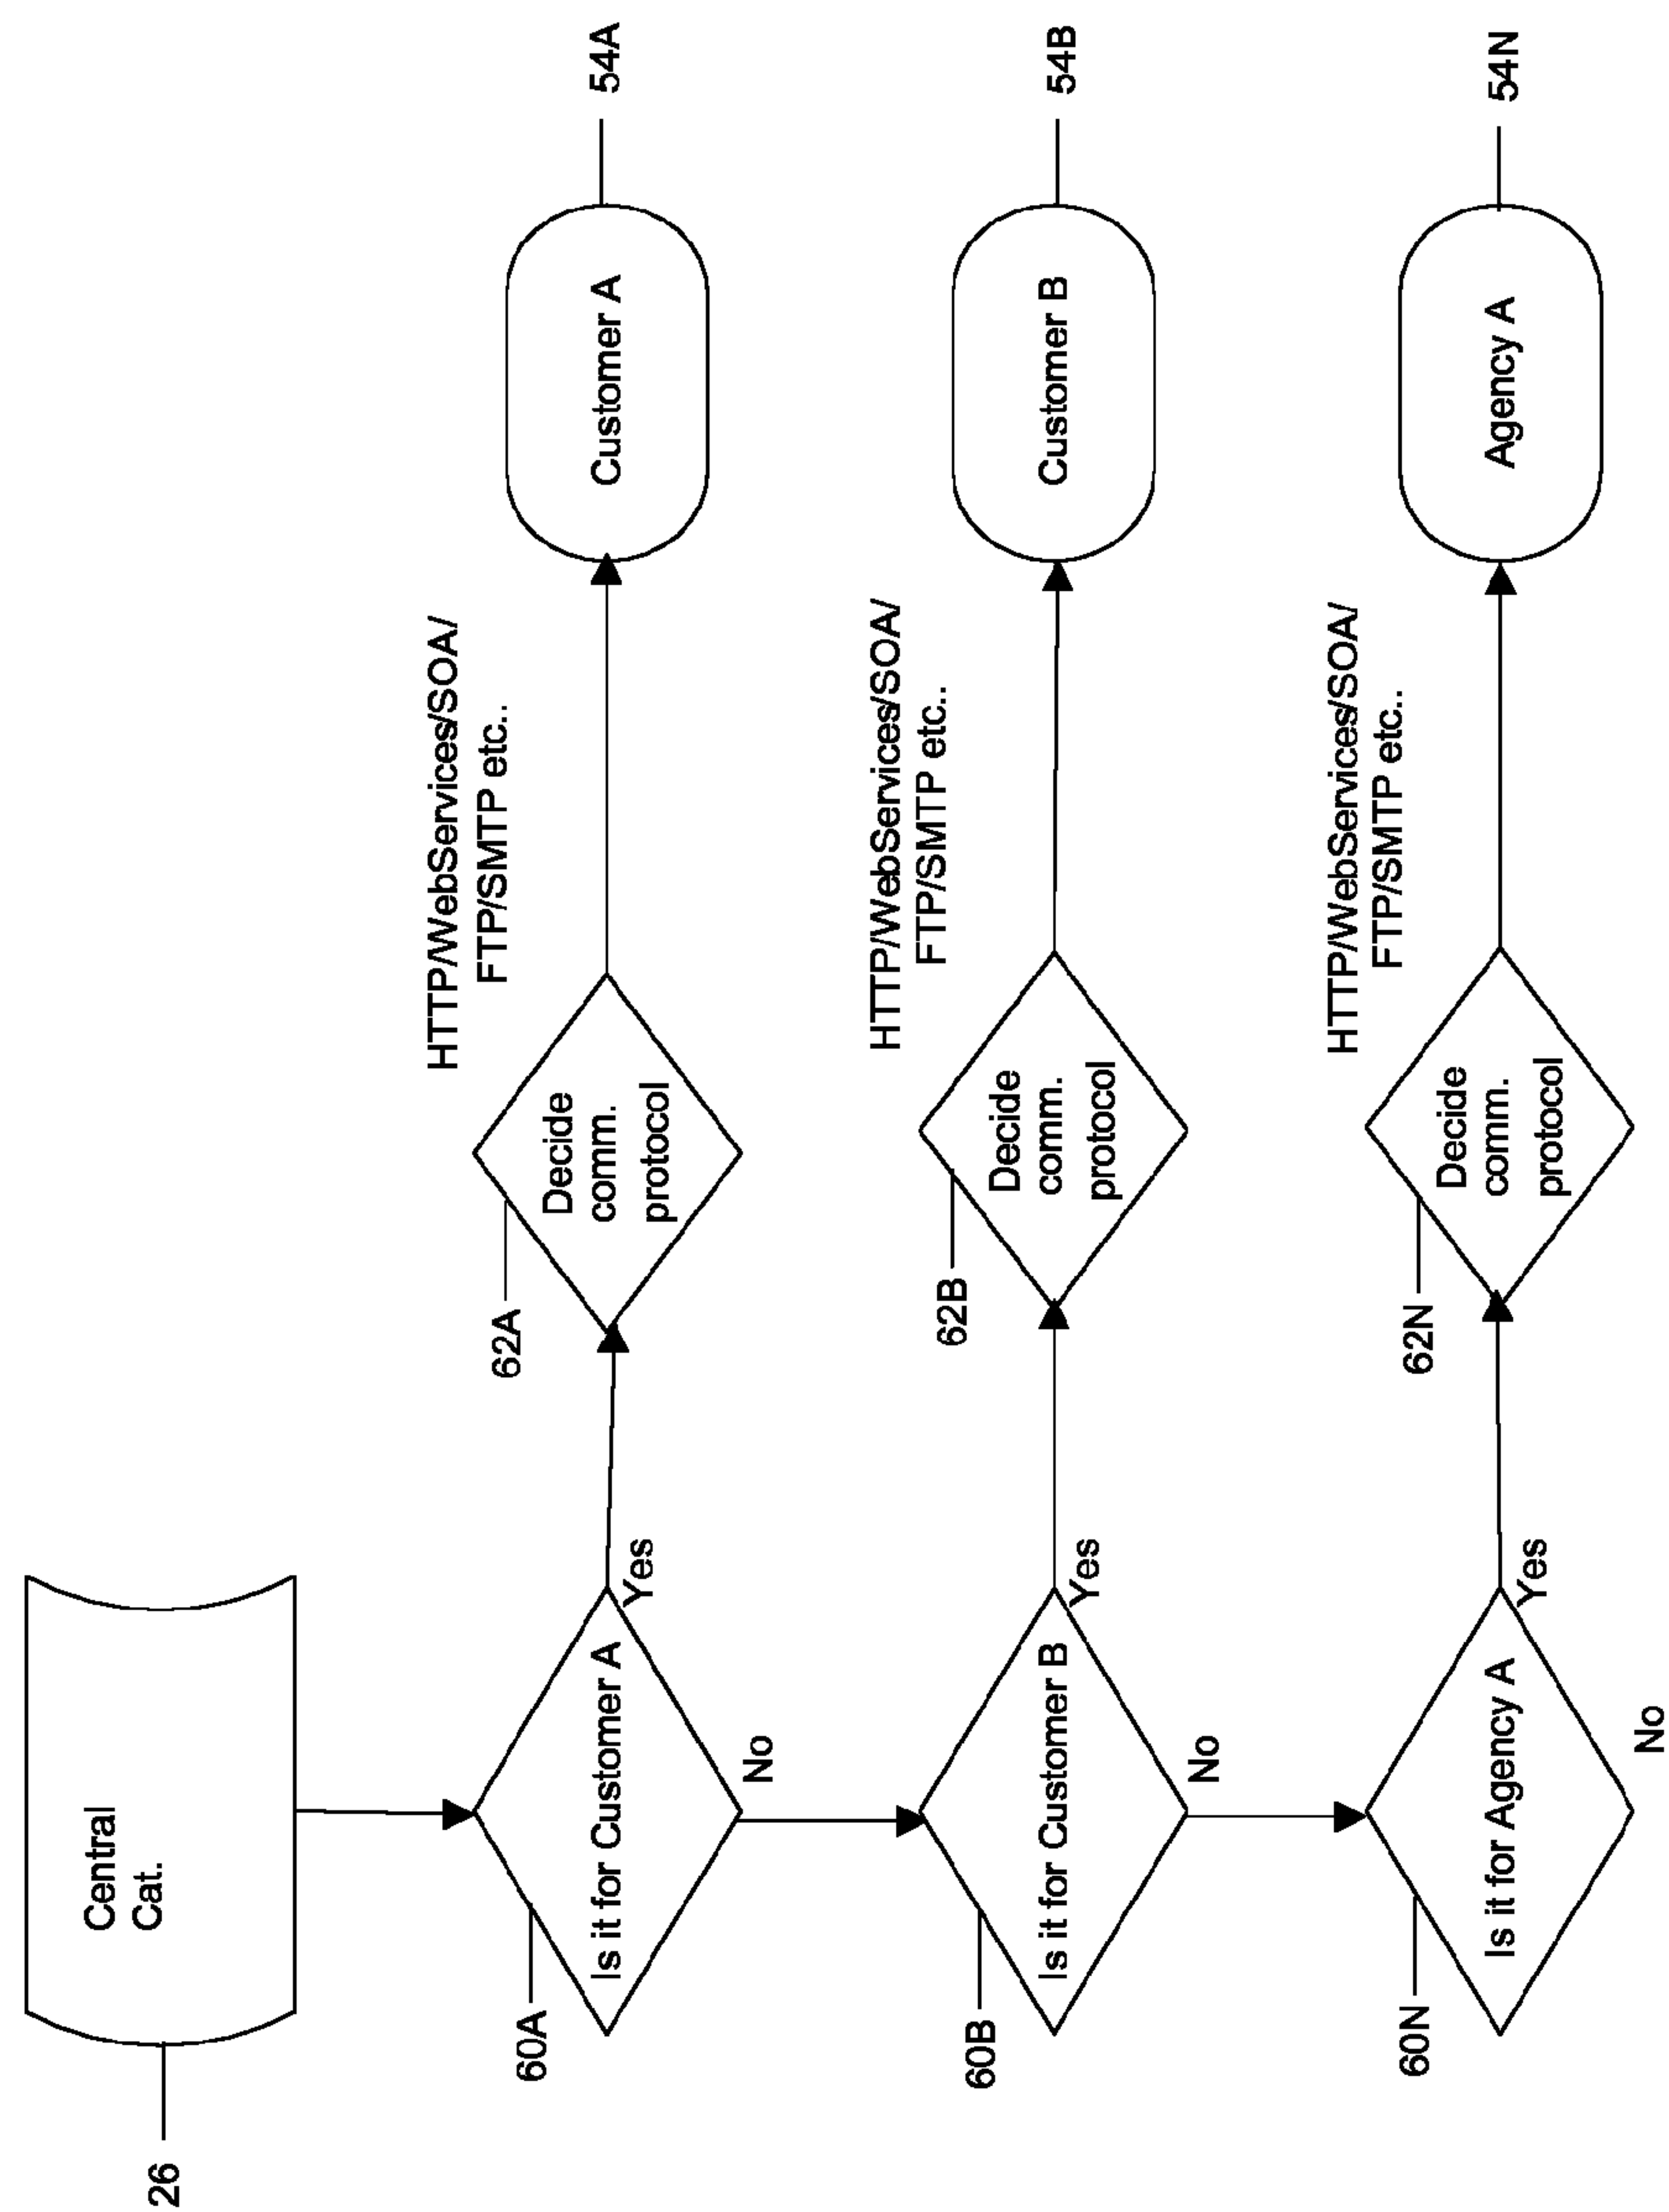 26
Central
Cat.
60A
Is it for Customer A
Yes
No
62A
Decide
comm.
protocol
HTTP/WebServices/SOA/
FTP/SMTP etc..
Customer A
54A
60B
Is it for Customer B
Yes
No
62B
Decide
comm.
protocol
HTTP/WebServices/SOA/
FTP/SMTP etc..
Customer B
54B
60N
Is it for Agency A
Yes
No
62N
Decide
comm.
protocol
HTTP/WebServices/SOA/
FTP/SMTP etc..
Agency A
54N